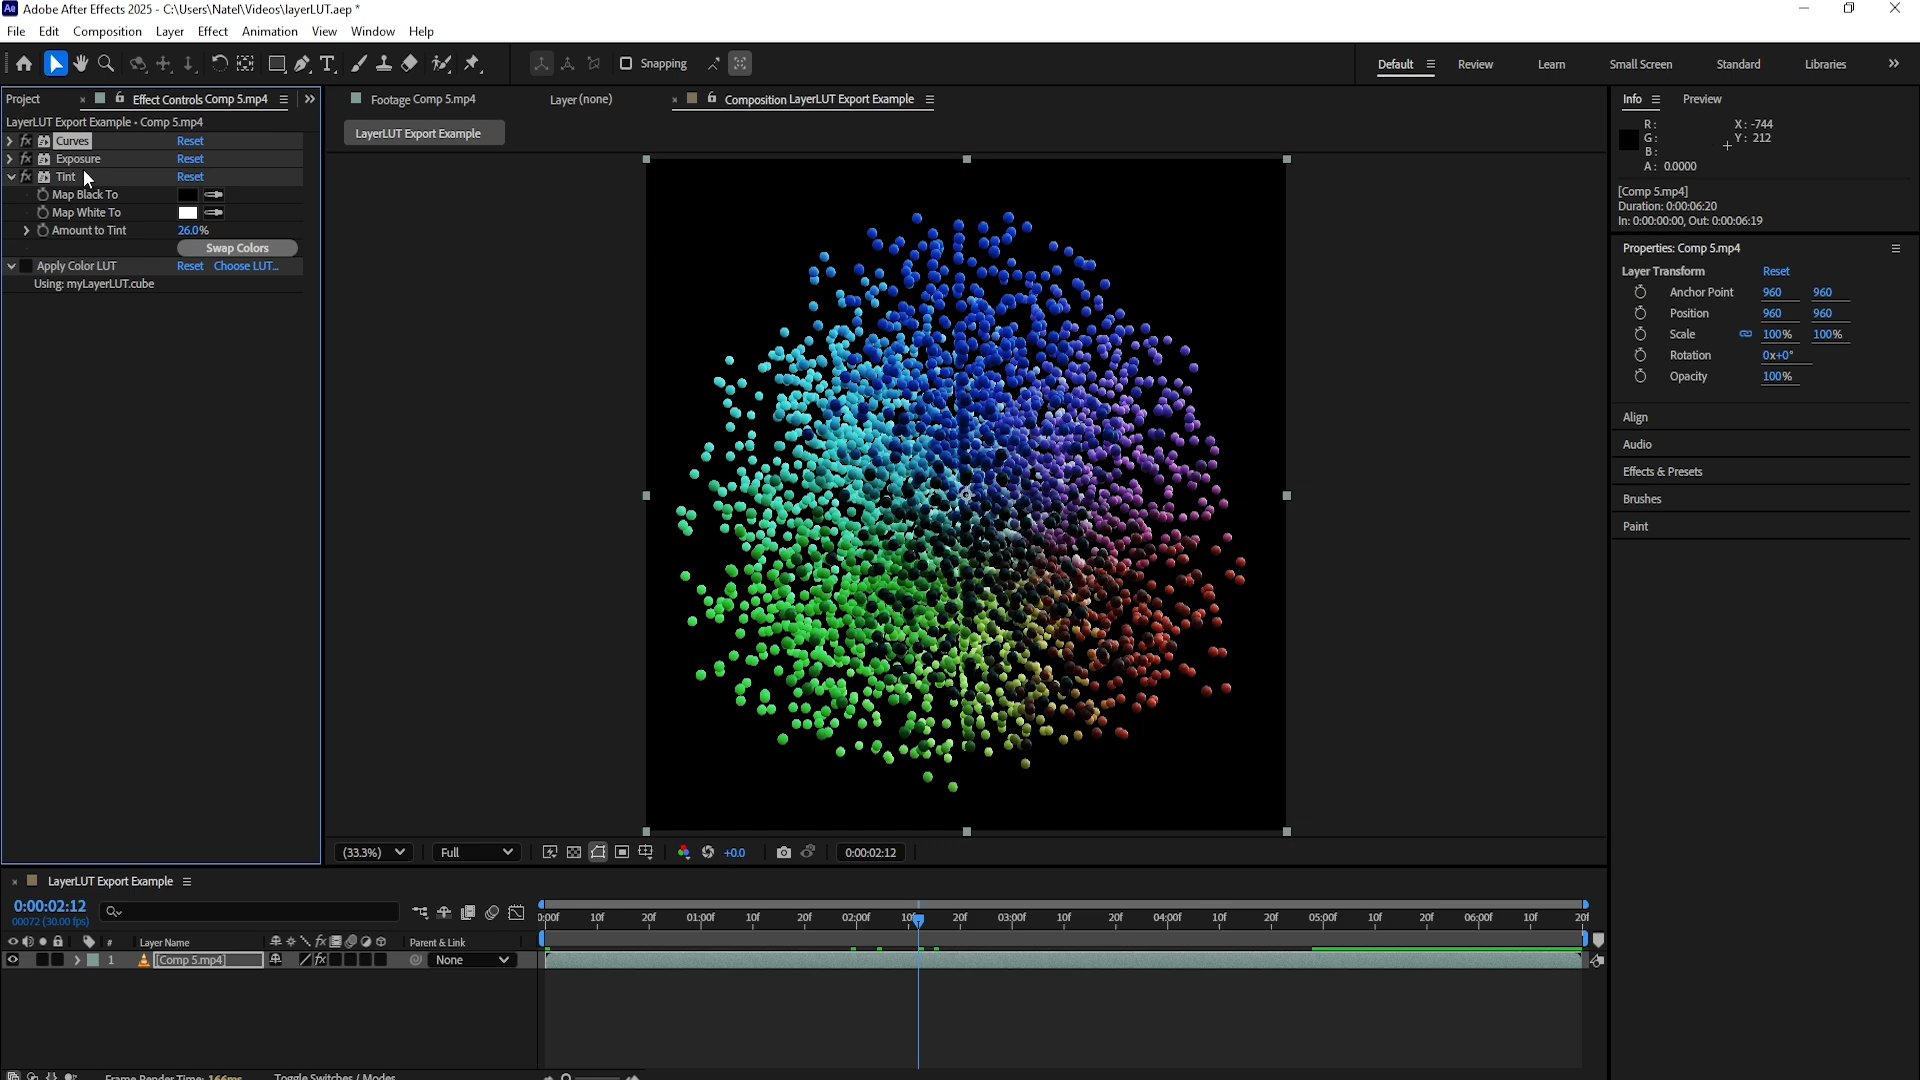 Adobe After Effects 2025 - C:\Users\Natel\Videos\layerLUT.aep *
File Edit Composition Layer Effect Animation View Window Help
Snapping
Default Review Learn Small Screen Standard Libraries
Project Effect Controls Comp 5.mp4 Footage Comp 5.mp4 Layer (none) Composition LayerLUT Export Example Info Preview
LayerLUT Export Example • Comp 5.mp4
LayerLUT Export Example
Curves Reset
Exposure Reset
Tint Reset
Map Black To
Map White To
Amount to Tint 26.0%
Swap Colors
Apply Color LUT Reset Choose LUT...
Using: myLayerLUT.cube
R: X: -744
G: Y: 212
B:
A: 0.0000
[Comp 5.mp4]
Duration: 0:00:06:20
In: 0:00:00:00, Out: 0:00:06:19
Properties: Comp 5.mp4
Layer Transform Reset
Anchor Point 960 960
Position 960 960
Scale 100% 100%
Rotation 0x+0°
Opacity 100%
Align
Audio
Effects & Presets
Brushes
Paint
(33.3%) Full +0.0 0:00:02:12
LayerLUT Export Example
0:00:02:12
00072 (30.00 fps)
0:00f 10f 20f 01:00f 10f 20f 02:00f 10f 20f 03:00f 10f 20f 04:00f 10f 20f 05:00f 10f 20f 06:00f 10f 20f
# Layer Name Parent & Link
1 [Comp 5.mp4] None
Frame Render Time: 166ms Toggle Switches / Modes